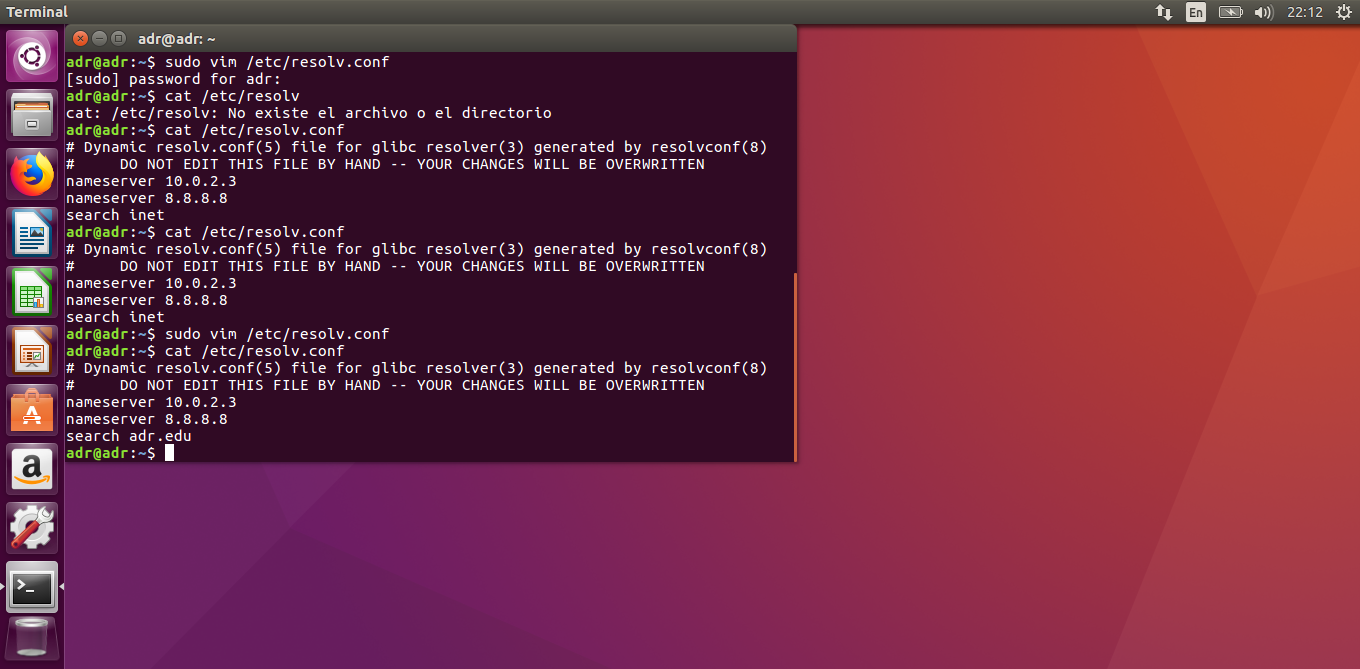 Terminal
En
22:12
adr@adr: ~
adr@adr:~$ sudo vim /etc/resolv.conf
[sudo] password for adr:
adr@adr:~$ cat /etc/resolv
cat: /etc/resolv: No existe el archivo o el directorio
adr@adr:~$ cat /etc/resolv.conf
# Dynamic resolv.conf(5) file for glibc resolver(3) generated by resolvconf(8)
#     DO NOT EDIT THIS FILE BY HAND -- YOUR CHANGES WILL BE OVERWRITTEN
nameserver 10.0.2.3
nameserver 8.8.8.8
search inet
adr@adr:~$ cat /etc/resolv.conf
# Dynamic resolv.conf(5) file for glibc resolver(3) generated by resolvconf(8)
#     DO NOT EDIT THIS FILE BY HAND -- YOUR CHANGES WILL BE OVERWRITTEN
nameserver 10.0.2.3
nameserver 8.8.8.8
search inet
adr@adr:~$ sudo vim /etc/resolv.conf
adr@adr:~$ cat /etc/resolv.conf
# Dynamic resolv.conf(5) file for glibc resolver(3) generated by resolvconf(8)
#     DO NOT EDIT THIS FILE BY HAND -- YOUR CHANGES WILL BE OVERWRITTEN
nameserver 10.0.2.3
nameserver 8.8.8.8
search adr.edu
adr@adr:~$